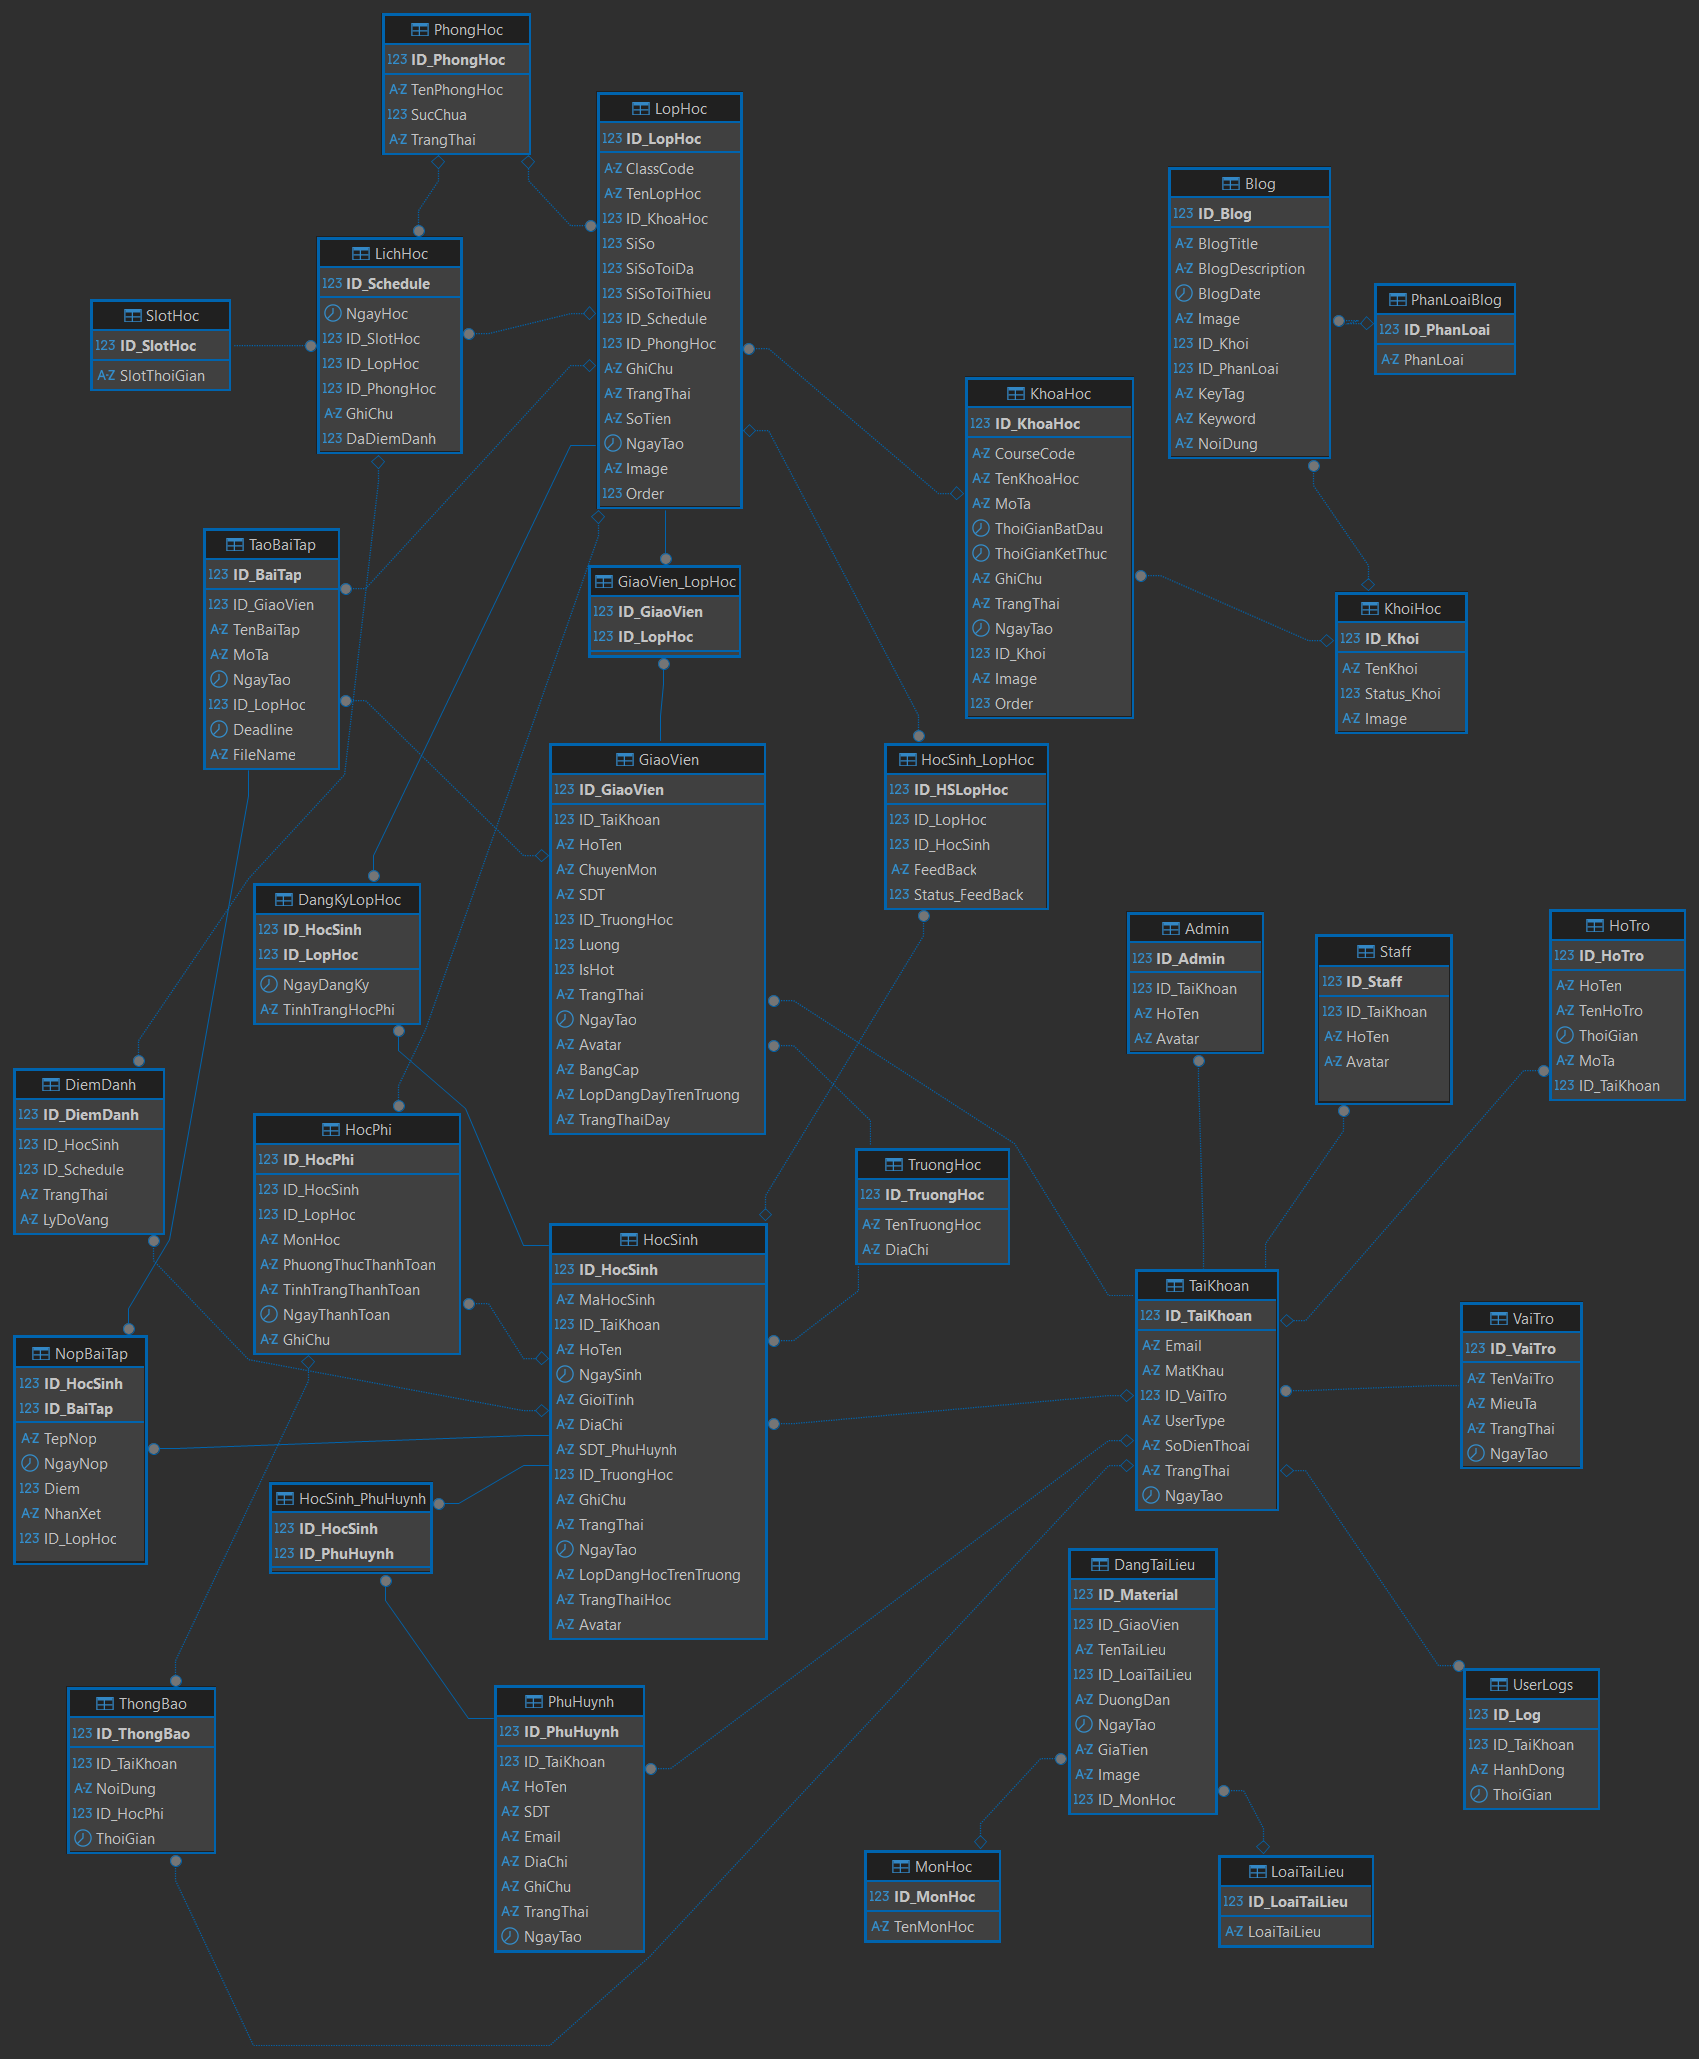 PhongHoc
123 ID_PhongHoc
A-Z TenPhongHoc
123 SucChua
A-Z TrangThai
LopHoc
123 ID_LopHoc
A-Z ClassCode
A-Z TenLopHoc
123 ID_KhoaHoc
123 SiSo
123 SiSoToiDa
123 SiSoToiThieu
123 ID_Schedule
123 ID_PhongHoc
A-Z GhiChu
A-Z TrangThai
A-Z SoTien
NgayTao
A-Z Image
123 Order
Blog
123 ID_Blog
A-Z BlogTitle
A-Z BlogDescription
BlogDate
A-Z Image
123 ID_Khoi
123 ID_PhanLoai
A-Z KeyTag
A-Z Keyword
A-Z NoiDung
PhanLoaiBlog
123 ID_PhanLoai
A-Z PhanLoai
LichHoc
123 ID_Schedule
NgayHoc
123 ID_SlotHoc
123 ID_LopHoc
123 ID_PhongHoc
A-Z GhiChu
123 DaDiemDanh
SlotHoc
123 ID_SlotHoc
A-Z SlotThoiGian
KhoaHoc
123 ID_KhoaHoc
A-Z CourseCode
A-Z TenKhoaHoc
A-Z MoTa
ThoiGianBatDau
ThoiGianKetThuc
A-Z GhiChu
A-Z TrangThai
NgayTao
123 ID_Khoi
A-Z Image
123 Order
KhoiHoc
123 ID_Khoi
A-Z TenKhoi
123 Status_Khoi
A-Z Image
TaoBaiTap
123 ID_BaiTap
123 ID_GiaoVien
A-Z TenBaiTap
A-Z MoTa
NgayTao
123 ID_LopHoc
Deadline
A-Z FileName
GiaoVien_LopHoc
123 ID_GiaoVien
123 ID_LopHoc
GiaoVien
123 ID_GiaoVien
123 ID_TaiKhoan
A-Z HoTen
A-Z ChuyenMon
A-Z SDT
123 ID_TruongHoc
123 Luong
123 IsHot
A-Z TrangThai
NgayTao
A-Z Avatar
A-Z BangCap
A-Z LopDangDayTrenTruong
A-Z TrangThaiDay
HocSinh_LopHoc
123 ID_HSLopHoc
123 ID_LopHoc
123 ID_HocSinh
A-Z FeedBack
123 Status_FeedBack
DangKyLopHoc
123 ID_HocSinh
123 ID_LopHoc
NgayDangKy
A-Z TinhTrangHocPhi
Admin
123 ID_Admin
123 ID_TaiKhoan
A-Z HoTen
A-Z Avatar
Staff
123 ID_Staff
123 ID_TaiKhoan
A-Z HoTen
A-Z Avatar
HoTro
123 ID_HoTro
A-Z HoTen
A-Z TenHoTro
ThoiGian
A-Z MoTa
123 ID_TaiKhoan
DiemDanh
123 ID_DiemDanh
123 ID_HocSinh
123 ID_Schedule
A-Z TrangThai
A-Z LyDoVang
HocPhi
123 ID_HocPhi
123 ID_HocSinh
123 ID_LopHoc
A-Z MonHoc
A-Z PhuongThucThanhToan
A-Z TinhTrangThanhToan
NgayThanhToan
A-Z GhiChu
TruongHoc
123 ID_TruongHoc
A-Z TenTruongHoc
A-Z DiaChi
HocSinh
123 ID_HocSinh
A-Z MaHocSinh
123 ID_TaiKhoan
A-Z HoTen
NgaySinh
A-Z GioiTinh
A-Z DiaChi
A-Z SDT_PhuHuynh
123 ID_TruongHoc
A-Z GhiChu
A-Z TrangThai
NgayTao
A-Z LopDangHocTrenTruong
A-Z TrangThaiHoc
A-Z Avatar
TaiKhoan
123 ID_TaiKhoan
A-Z Email
A-Z MatKhau
123 ID_VaiTro
A-Z UserType
A-Z SoDienThoai
A-Z TrangThai
NgayTao
VaiTro
123 ID_VaiTro
A-Z TenVaiTro
A-Z MieuTa
A-Z TrangThai
NgayTao
NopBaiTap
123 ID_HocSinh
123 ID_BaiTap
A-Z TepNop
NgayNop
123 Diem
A-Z NhanXet
123 ID_LopHoc
HocSinh_PhuHuynh
123 ID_HocSinh
123 ID_PhuHuynh
DangTaiLieu
123 ID_Material
123 ID_GiaoVien
A-Z TenTaiLieu
123 ID_LoaiTaiLieu
A-Z DuongDan
NgayTao
A-Z GiaTien
A-Z Image
123 ID_MonHoc
UserLogs
123 ID_Log
123 ID_TaiKhoan
A-Z HanhDong
ThoiGian
ThongBao
123 ID_ThongBao
123 ID_TaiKhoan
A-Z NoiDung
123 ID_HocPhi
ThoiGian
PhuHuynh
123 ID_PhuHuynh
123 ID_TaiKhoan
A-Z HoTen
A-Z SDT
A-Z Email
A-Z DiaChi
A-Z GhiChu
A-Z TrangThai
NgayTao
MonHoc
123 ID_MonHoc
A-Z TenMonHoc
LoaiTaiLieu
123 ID_LoaiTaiLieu
A-Z LoaiTaiLieu